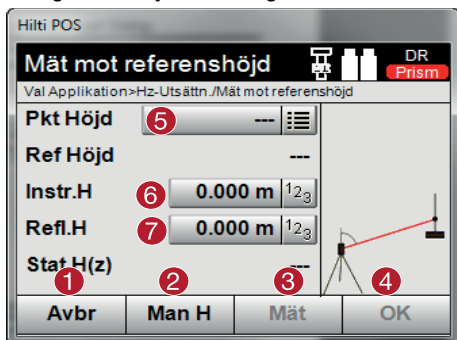 Hilti POS
Mät mot referenshöjd DR
Prism
Val Applikation>Hz-Utsättn./Mät mot referenshöjd
Pkt Höjd 5 ---
Ref Höjd ---
Instr.H 6 0.000 m 123
Refl.H 7 0.000 m 123
Stat H(z) ---
1 2 3 4
Avbr Man H Mät OK